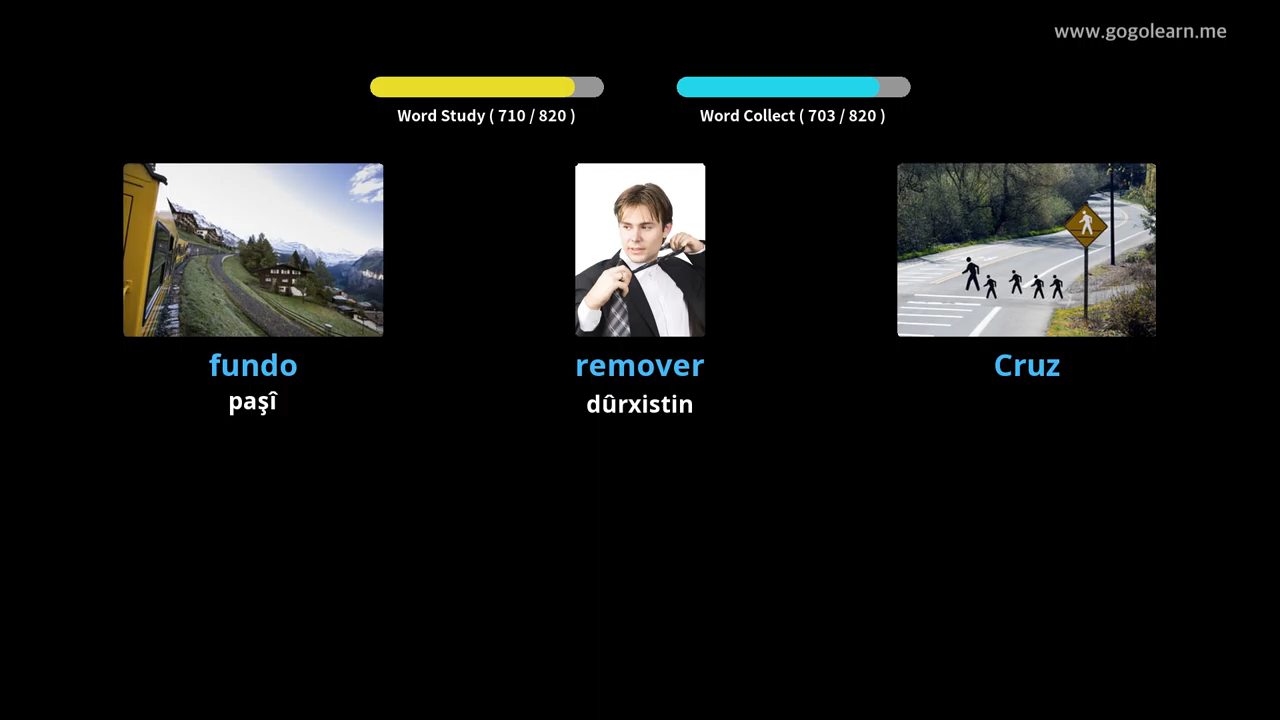 www.gogolearn.me
Word Study ( 710 / 820 )
Word Collect ( 703 / 820 )
fundo
remover
Cruz
paşî
dûrxistin